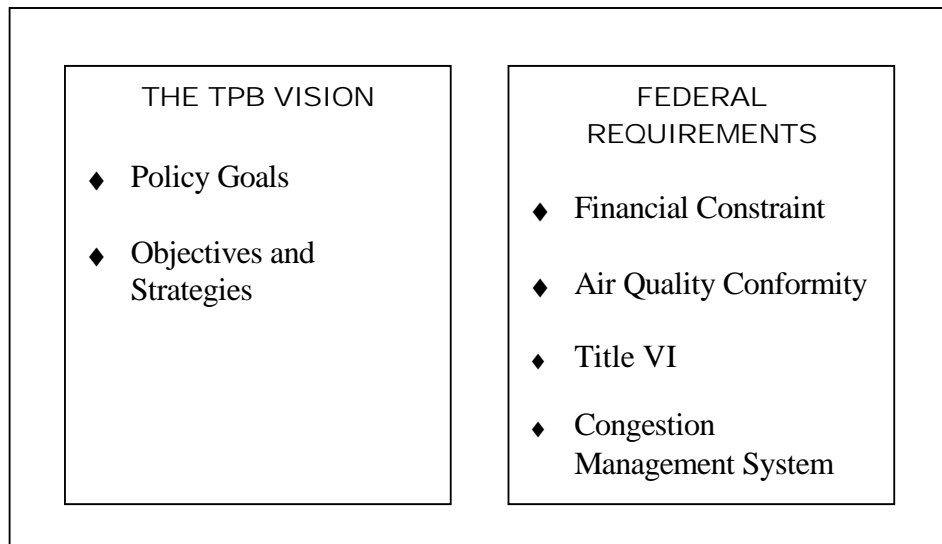 THE TPB VISION
♦ Policy Goals
♦ Objectives and
Strategies
FEDERAL
REQUIREMENTS
♦ Financial Constraint
♦ Air Quality Conformity
♦ Title VI
♦ Congestion
Management System